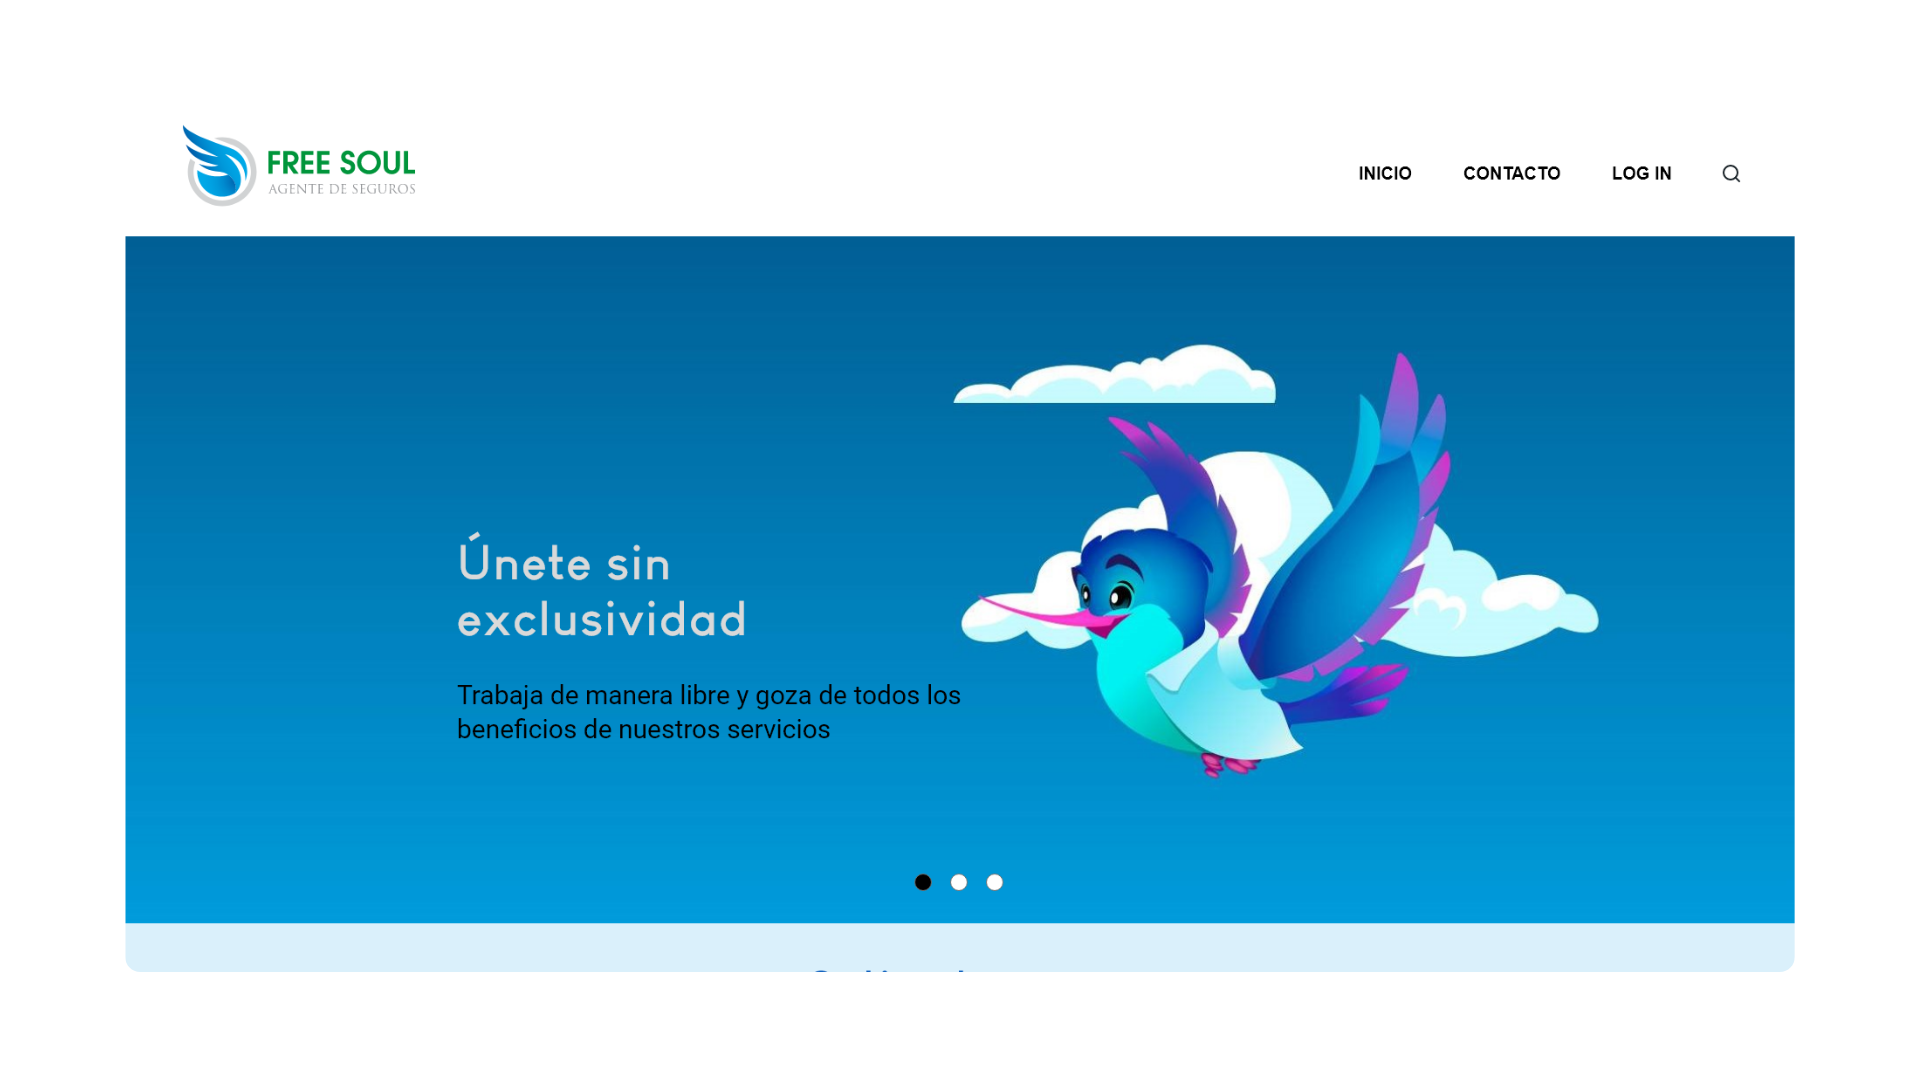 FREE SOUL
AGENTE DE SEGUROS
INICIO CONTACTO LOG IN
Únete sin
exclusividad
Trabaja de manera libre y goza de todos los
beneficios de nuestros servicios